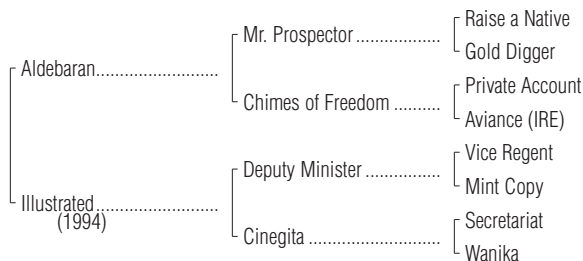 Raise a Native
Mr. Prospector ..................
Gold Digger
Aldebaran..........................
Private Account
Chimes of Freedom ..........
Aviance (IRE)
Vice Regent
Deputy Minister ................
Mint Copy
Illustrated..........................
(1994)
Secretariat
Cinegita ............................
Wanika